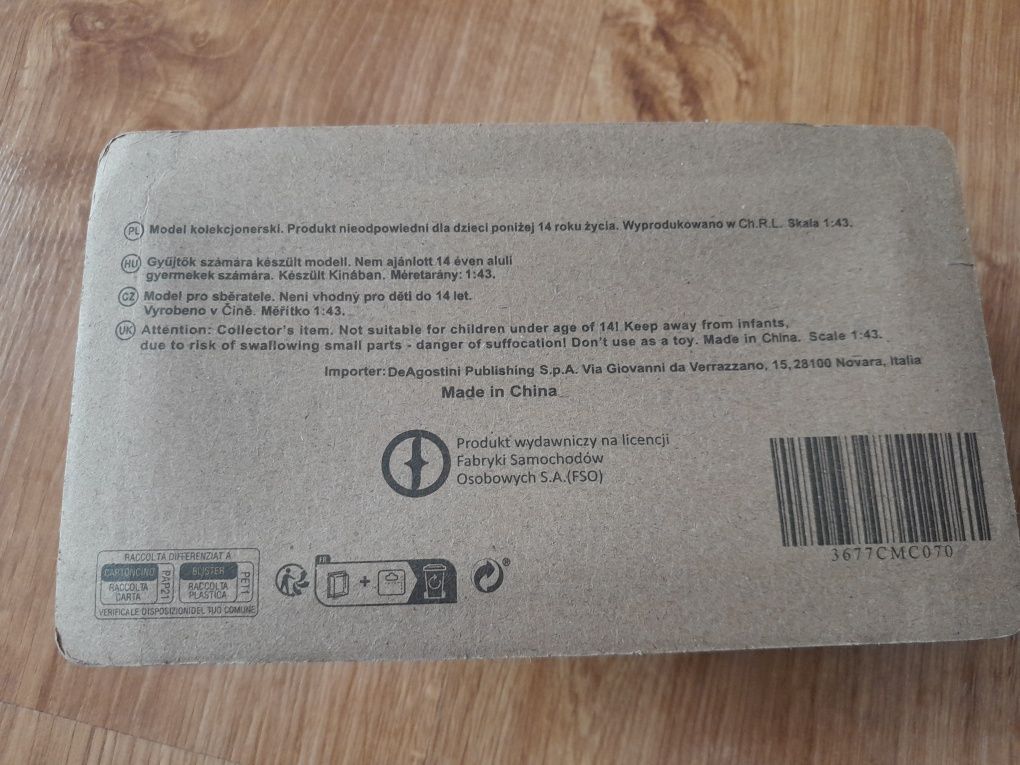 PL Model kolekcjonerski. Produkt nieodpowiedni dla dzieci poniżej 14 roku życia. Wyprodukowano w Ch.R.L. Skala 1:43.
HU Gyűjtők számára készült modell. Nem ajánlott 14 éven aluli
gyermekek számára. Készült Kínában. Méretarány: 1:43.
CZ Model pro sběratele. Není vhodný pro děti do 14 let.
Vyrobeno v Číně. Měřítko 1:43.
UK Attention: Collector's item. Not suitable for children under age of 14! Keep away from infants,
due to risk of swallowing small parts - danger of suffocation! Don't use as a toy. Made in China. Scale 1:43.
Importer: DeAgostini Publishing S.p.A. Via Giovanni da Verrazzano, 15, 28100 Novara, Italia
Made in China
Produkt wydawniczy na licencji
Fabryki Samochodów
Osobowych S.A.(FSO)
3677CMC070
RACCOLTA DIFFERENZIATA
CARTONCINO
RACCOLTA
CARTA
PAP21
BLISTER
RACCOLTA
PLASTICA
PET1
VERIFICA LE DISPOSIZIONI DEL TUO COMUNE
FR
+
®